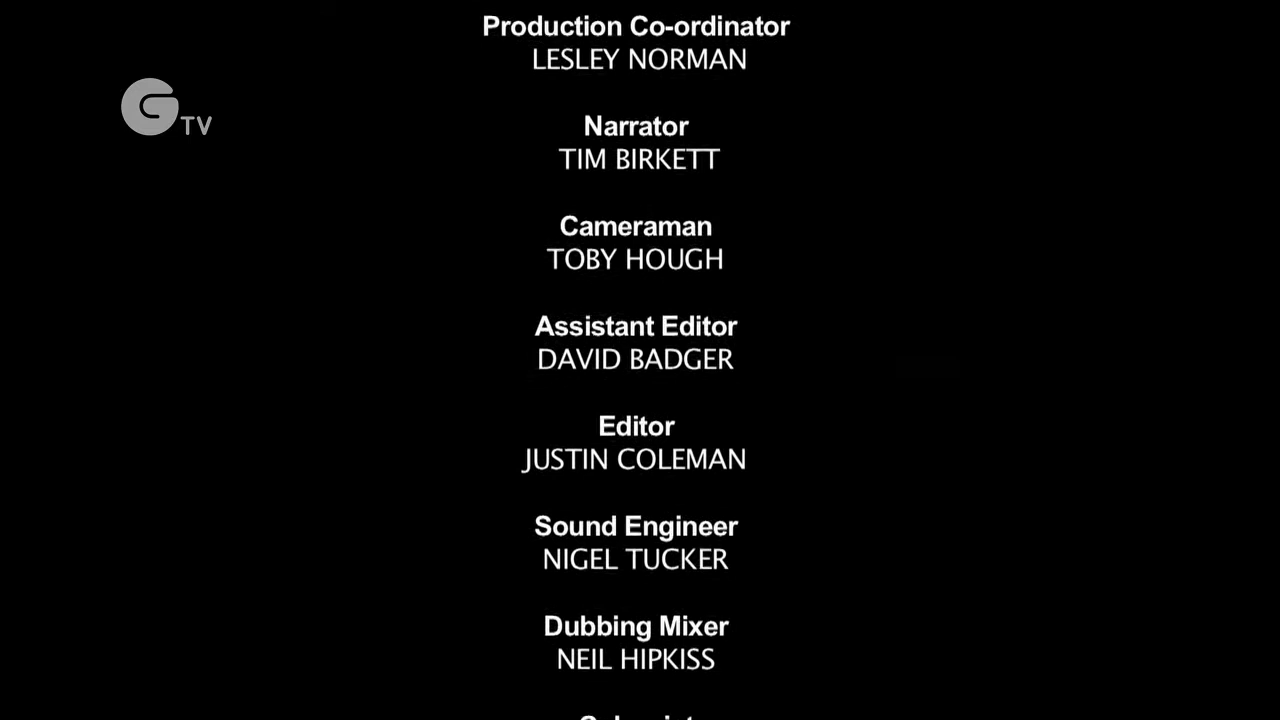 Production Co-ordinator
LESLEY NORMAN
G TV
Narrator
TIM BIRKETT
Cameraman
TOBY HOUGH
Assistant Editor
DAVID BADGER
Editor
JUSTIN COLEMAN
Sound Engineer
NIGEL TUCKER
Dubbing Mixer
NEIL HIPKISS